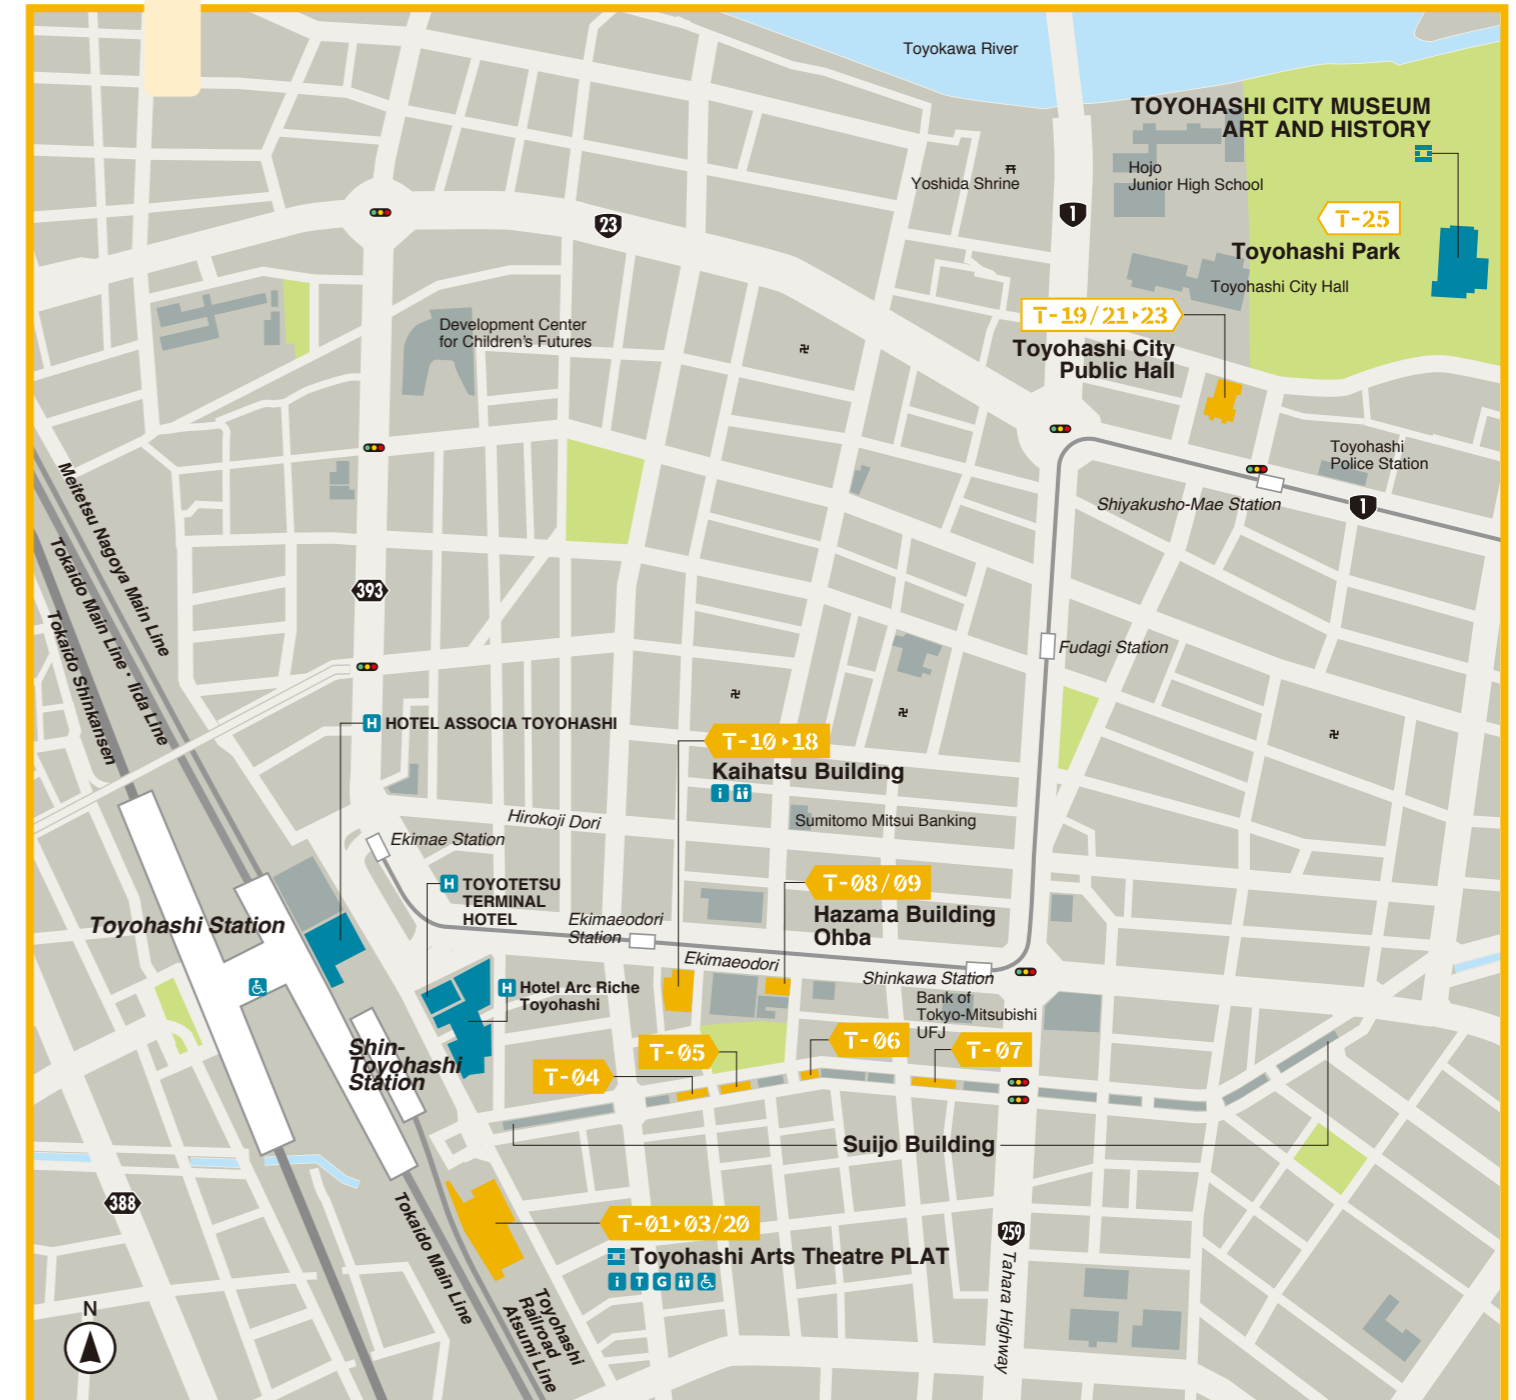 Toyokawa River
TOYOHASHI CITY MUSEUM
ART AND HISTORY
Yoshida Shrine
Hojo
Junior High School
23
1
T-25
Toyohashi Park
Toyohashi City Hall
T-19/21▸23
Toyohashi City
Public Hall
Development Center
for Children's Futures
卍
Toyohashi
Police Station
Shiyakusho-Mae Station
1
Meitetsu Nagoya Main Line
Tokaido Main Line · Iida Line
Tokaido Shinkansen
393
Fudagi Station
卍
卍
卍
H HOTEL ASSOCIA TOYOHASHI
T-10▸18
Kaihatsu Building
i
Hirokoji Dori
Sumitomo Mitsui Banking
Ekimae Station
H TOYOTETSU
TERMINAL
HOTEL
T-08/09
Hazama Building
Ohba
Toyohashi Station
Ekimaeodori
Station
Ekimaeodori
Shinkawa Station
H Hotel Arc Riche
Toyohashi
Bank of
Tokyo-Mitsubishi
UFJ
Shin-
Toyohashi
Station
T-04
T-05
T-06
T-07
Suijo Building
388
Tokaido Main Line
T-01▸03/20
Toyohashi Arts Theatre PLAT
i T G
259
Tahara Highway
Toyohashi
Railroad
Atsumi Line
N